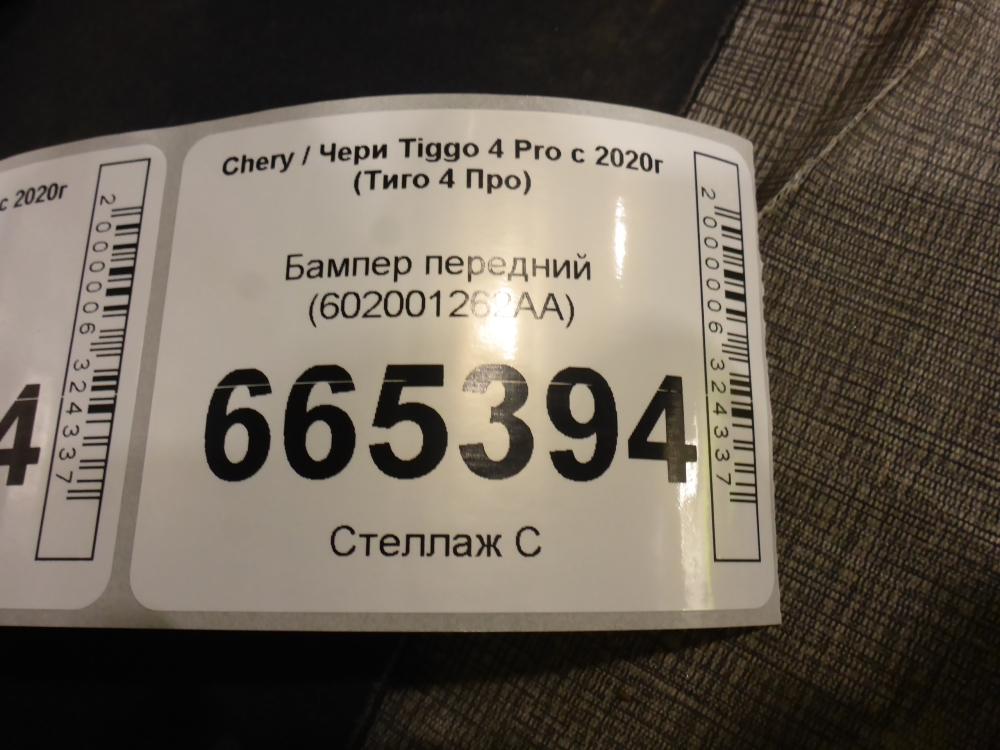 Chery / Чери Tiggo 4 Pro с 2020г
(Тиго 4 Про)
Бампер передний
(602001262AA)
665394
Стеллаж С
2000006324337
с 2020г
4
2000006324337